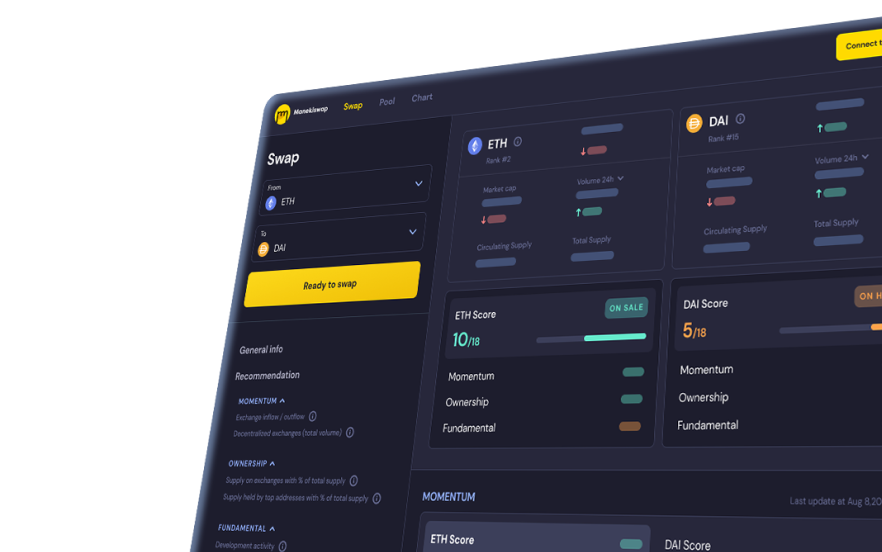 Manekiswap
Swap
Pool
Chart
Connect t
Swap
From
ETH
To
DAI
Ready to swap
General info
Recommendation
MOMENTUM
Exchange inflow / outflow
Decentralized exchanges (total volume)
OWNERSHIP
Supply on exchanges with % of total supply
Supply held by top addresses with % of total supply
FUNDAMENTAL
Development activity
ETH
Rank #2
Market cap
Volume 24h
Circulating Supply
Total Supply
DAI
Rank #15
Market cap
Volume 24h
Circulating Supply
Total Supply
ETH Score
ON SALE
10/18
Momentum
Ownership
Fundamental
DAI Score
ON H
5/18
Momentum
Ownership
Fundamental
MOMENTUM
Last update at Aug 8,20
ETH Score
DAI Score